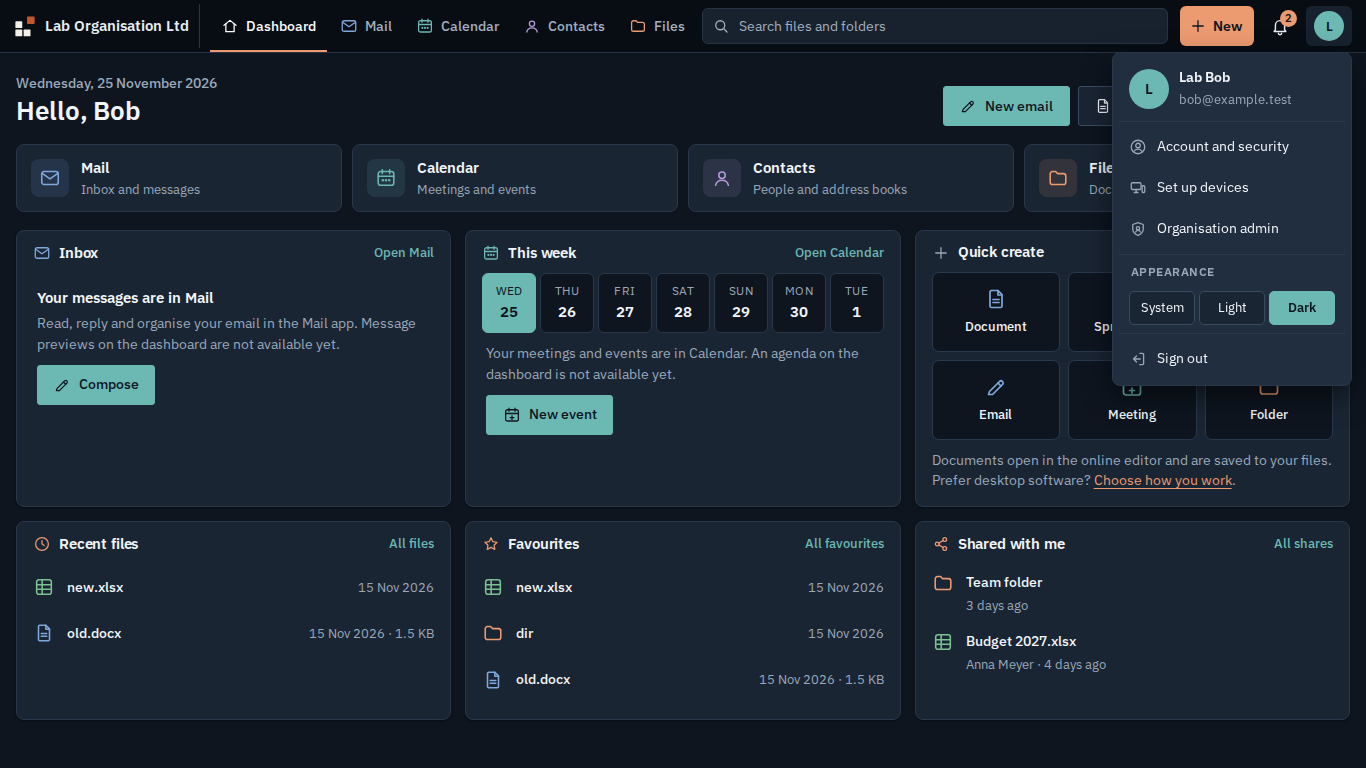 Lab Organisation Ltd
Dashboard
Mail
Calendar
Contacts
Files
Search files and folders
New
2
L
Wednesday, 25 November 2026
Hello, Bob
New email
L
Lab Bob
bob@example.test
Account and security
Set up devices
Organisation admin
APPEARANCE
System
Light
Dark
Sign out
Mail
Inbox and messages
Calendar
Meetings and events
Contacts
People and address books
Inbox
Open Mail
Your messages are in Mail
Read, reply and organise your email in the Mail app. Message
previews on the dashboard are not available yet.
Compose
This week
Open Calendar
WED
25
THU
26
FRI
27
SAT
28
SUN
29
MON
30
TUE
1
Your meetings and events are in Calendar. An agenda on the
dashboard is not available yet.
New event
Quick create
Document
Email
Meeting
Folder
Documents open in the online editor and are saved to your files.
Prefer desktop software? Choose how you work.
Recent files
All files
new.xlsx
15 Nov 2026
old.docx
15 Nov 2026 · 1.5 KB
Favourites
All favourites
new.xlsx
15 Nov 2026
dir
15 Nov 2026
old.docx
15 Nov 2026 · 1.5 KB
Shared with me
All shares
Team folder
3 days ago
Budget 2027.xlsx
Anna Meyer · 4 days ago